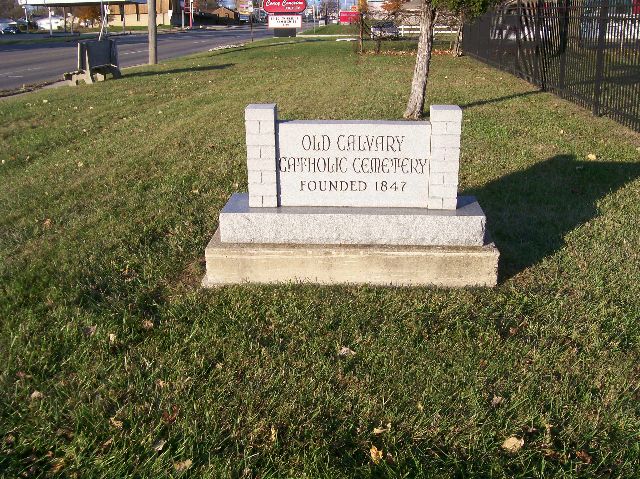 OLD CALVARY
CATHOLIC CEMETERY
FOUNDED 1847